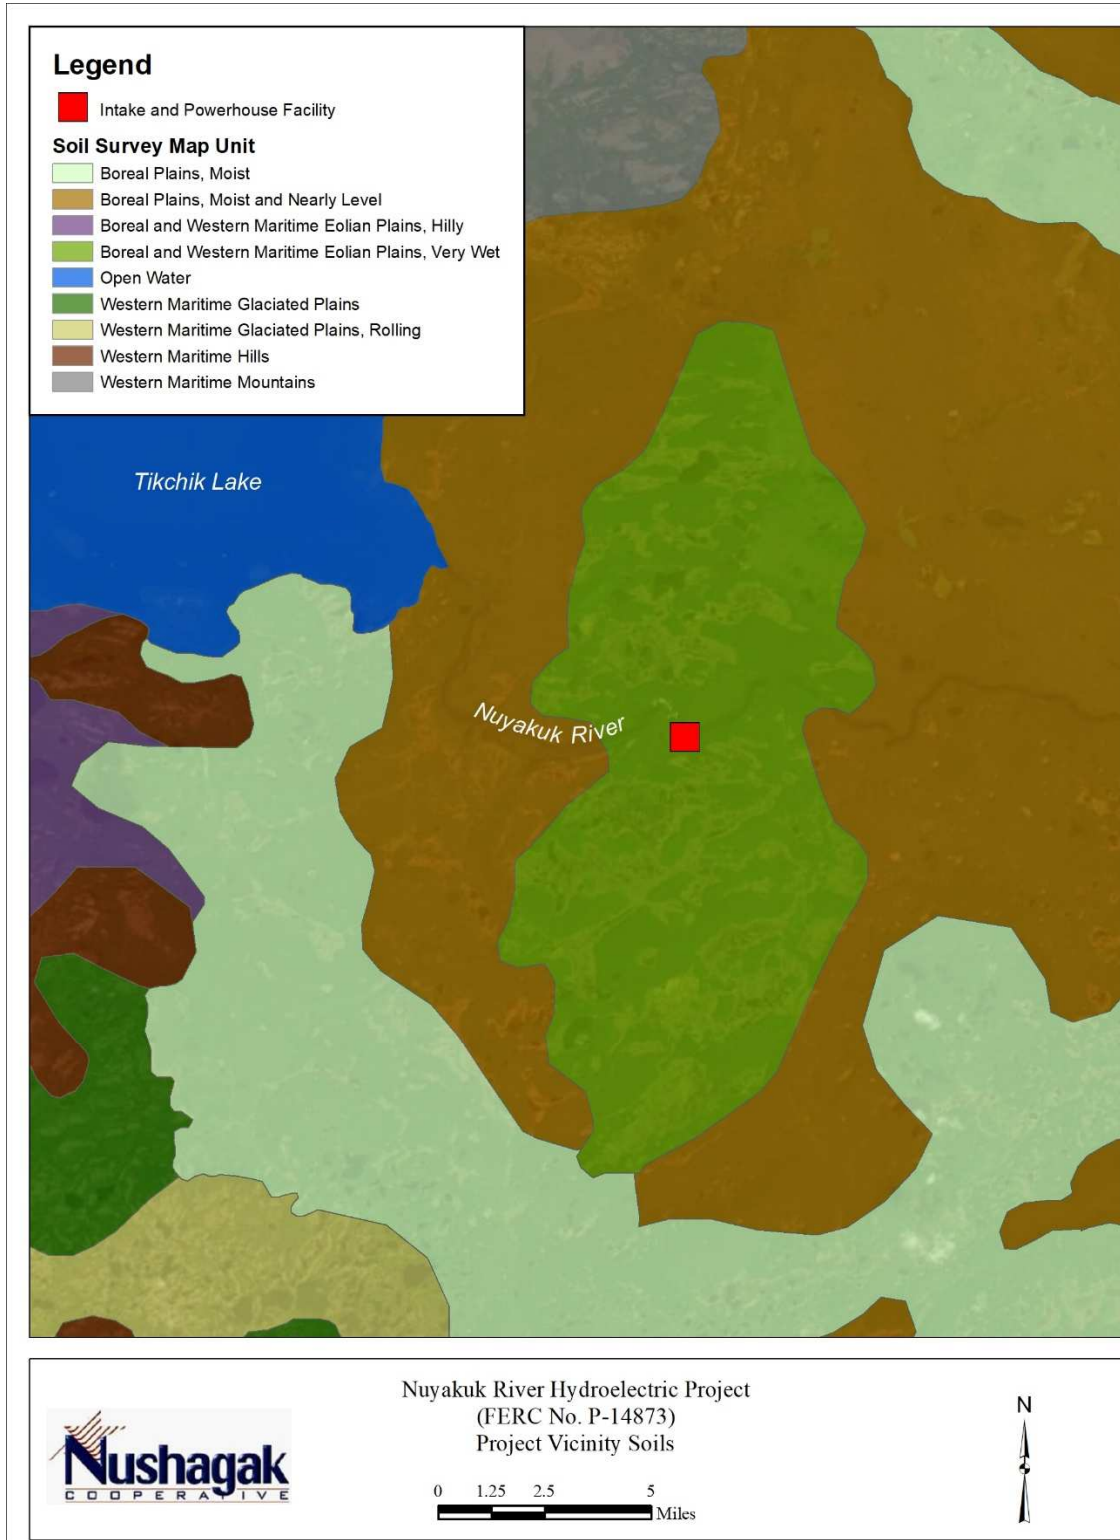 Legend
Intake and Powerhouse Facility
Soil Survey Map Unit
Boreal Plains, Moist
Boreal Plains, Moist and Nearly Level
Boreal and Western Maritime Eolian Plains, Hilly
Boreal and Western Maritime Eolian Plains, Very Wet
Open Water
Western Maritime Glaciated Plains
Western Maritime Glaciated Plains, Rolling
Western Maritime Hills
Western Maritime Mountains
Tikchik Lake
Nuyakuk River
Nushagak
COOPERATIVE
Nuyakuk River Hydroelectric Project
(FERC No. P-14873)
Project Vicinity Soils
0 1.25 2.5 5
Miles
N